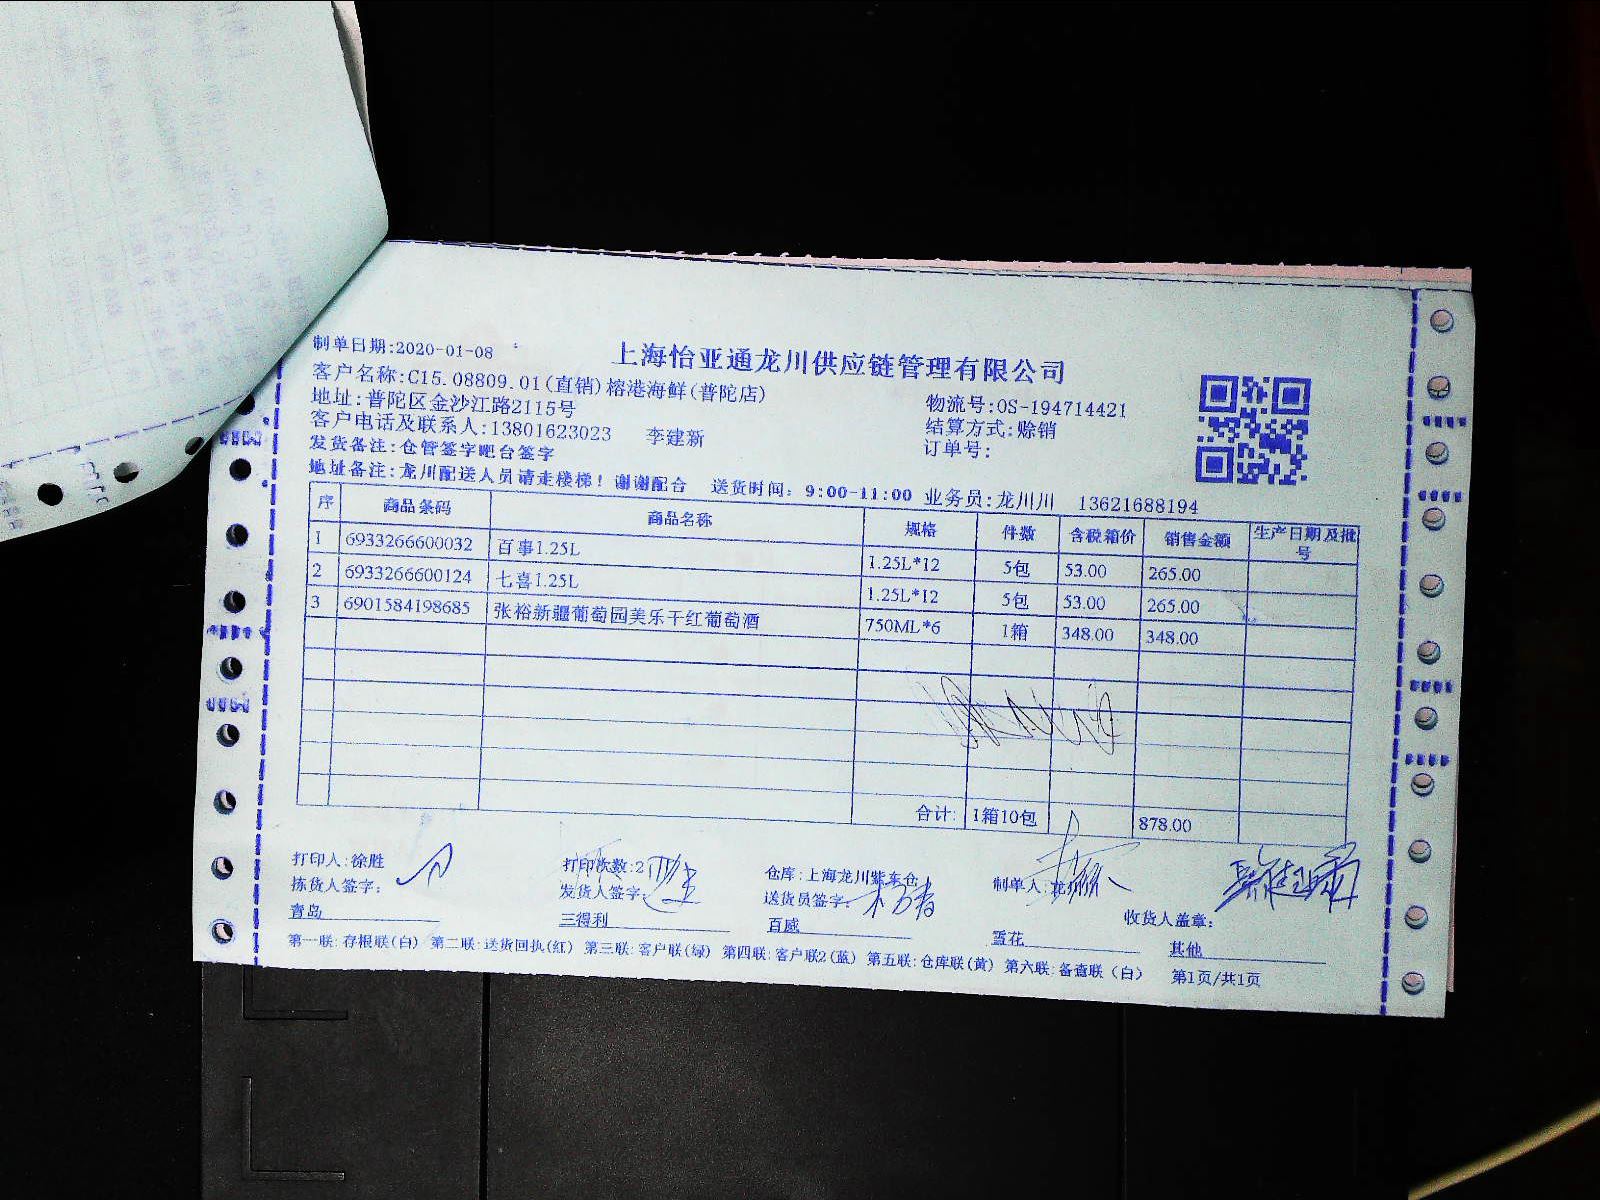 制单日期:2020-01-08
上海怡亚通龙川供应链管理有限公司
客户名称:C15.08809.01(直销)榕港海鲜(普陀店)
地址:普陀区金沙江路2115号
物流号:OS-194714421
客户电话及联系人:13801623023 李建新
结算方式:赊销
发货备注:仓管签字吧台签字
订单号:
地址备注:龙川配送人员请走楼梯！谢谢配合 送货时间：9:00-11:00 业务员:龙川川 13621688194
序 商品条码 商品名称 规格 件数 含税箱价 销售金额 生产日期及批号
1 6933266600032 百事1.25L 1.25L*12 5包 53.00 265.00
2 6933266600124 七喜1.25L 1.25L*12 5包 53.00 265.00
3 6901584198685 张裕新疆葡萄园美乐干红葡萄酒 750ML*6 1箱 348.00 348.00
合计: 1箱10包 878.00
打印人:徐胜 打印次数:2 仓库:上海龙川紫东仓 制单人:龙川川
拣货人签字: 发货人签字: 送货员签字: 收货人盖章:
青岛 三得利 百威 雪花 其他
第一联:存根联(白) 第二联:送货回执(红) 第三联:客户联(绿) 第四联:客户联2(蓝) 第五联:仓库联(黄) 第六联:备查联（白） 第1页/共1页